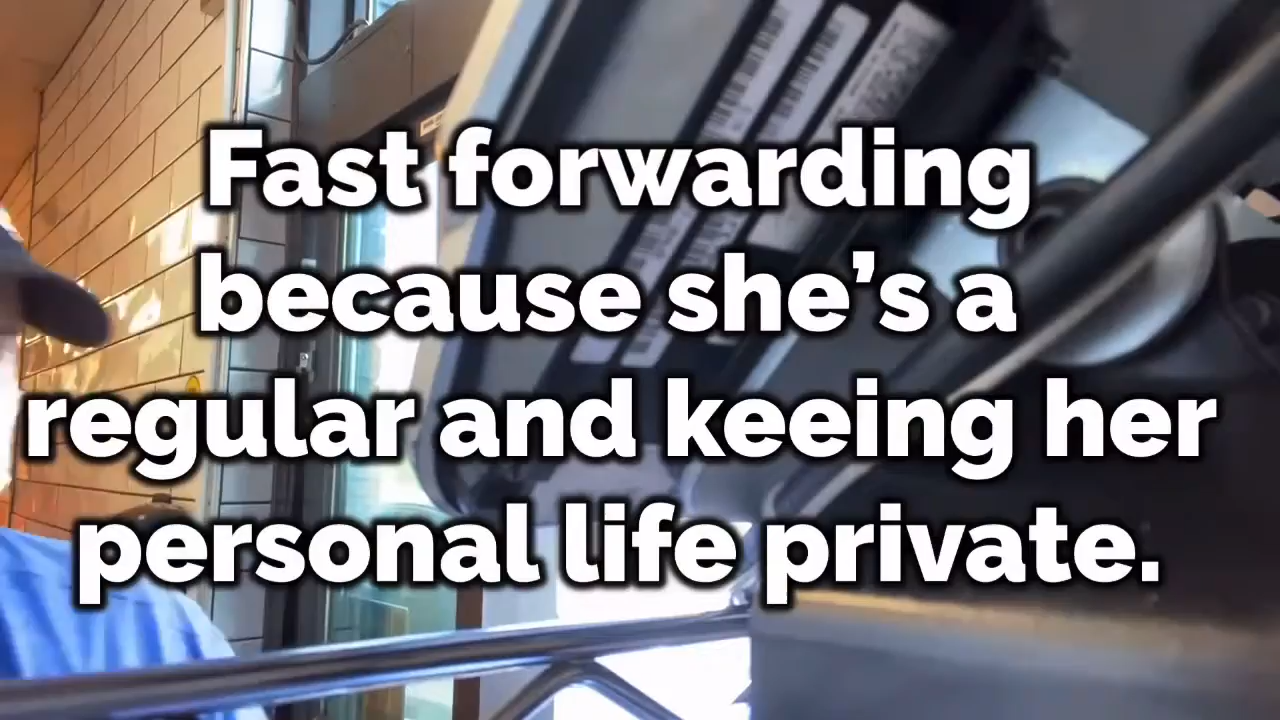 Fast forwarding
because she's a
regular and keeing her
personal life private.